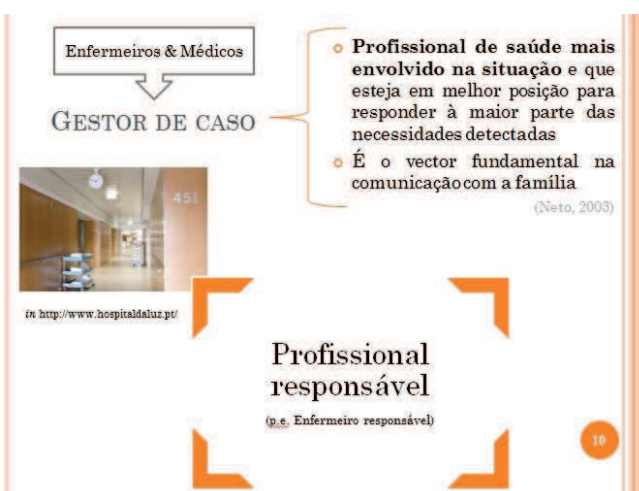 Enfermeiros & Médicos
GESTOR DE CASO
Profissional de saúde mais
envolvido na situação e que
esteja em melhor posição para
responder à maior parte das
necessidades detectadas
É o vector fundamental na
comunicação com a família
(Neto, 2003)
451
in http://www.hospitaldaluz.pt/
Profissional
responsável
(p.e. Enfermeiro responsável)
10